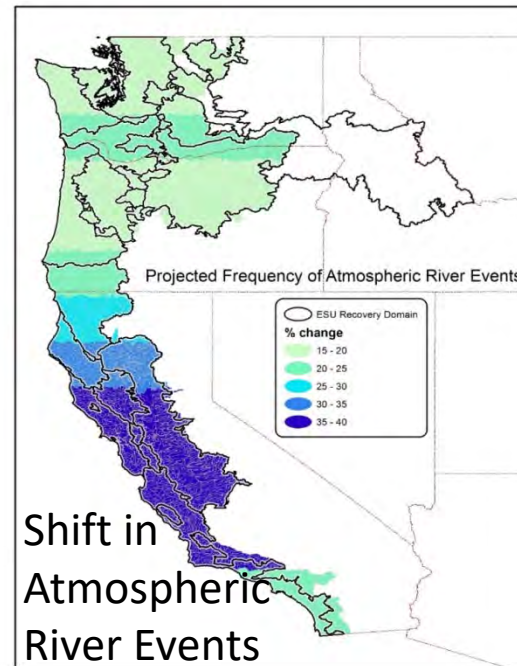 Projected Frequency of Atmospheric River Events
ESU Recovery Domain
% change
15 - 20
20 - 25
25 - 30
30 - 35
35 - 40
Shift in
Atmospheric
River Events